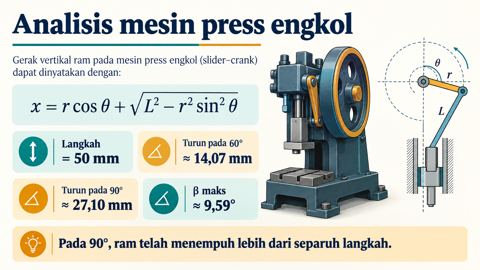 Analisis mesin press engkol
Gerak vertikal ram pada mesin press engkol (slider-crank)
dapat dinyatakan dengan:
x = r cos θ + √(L² − r² sin² θ)
Langkah
= 50 mm
Turun pada 60°
≈ 14,07 mm
Turun pada 90°
≈ 27,10 mm
β maks
≈ 9,59°
Pada 90°, ram telah menempuh lebih dari separuh langkah.
θ
r
L